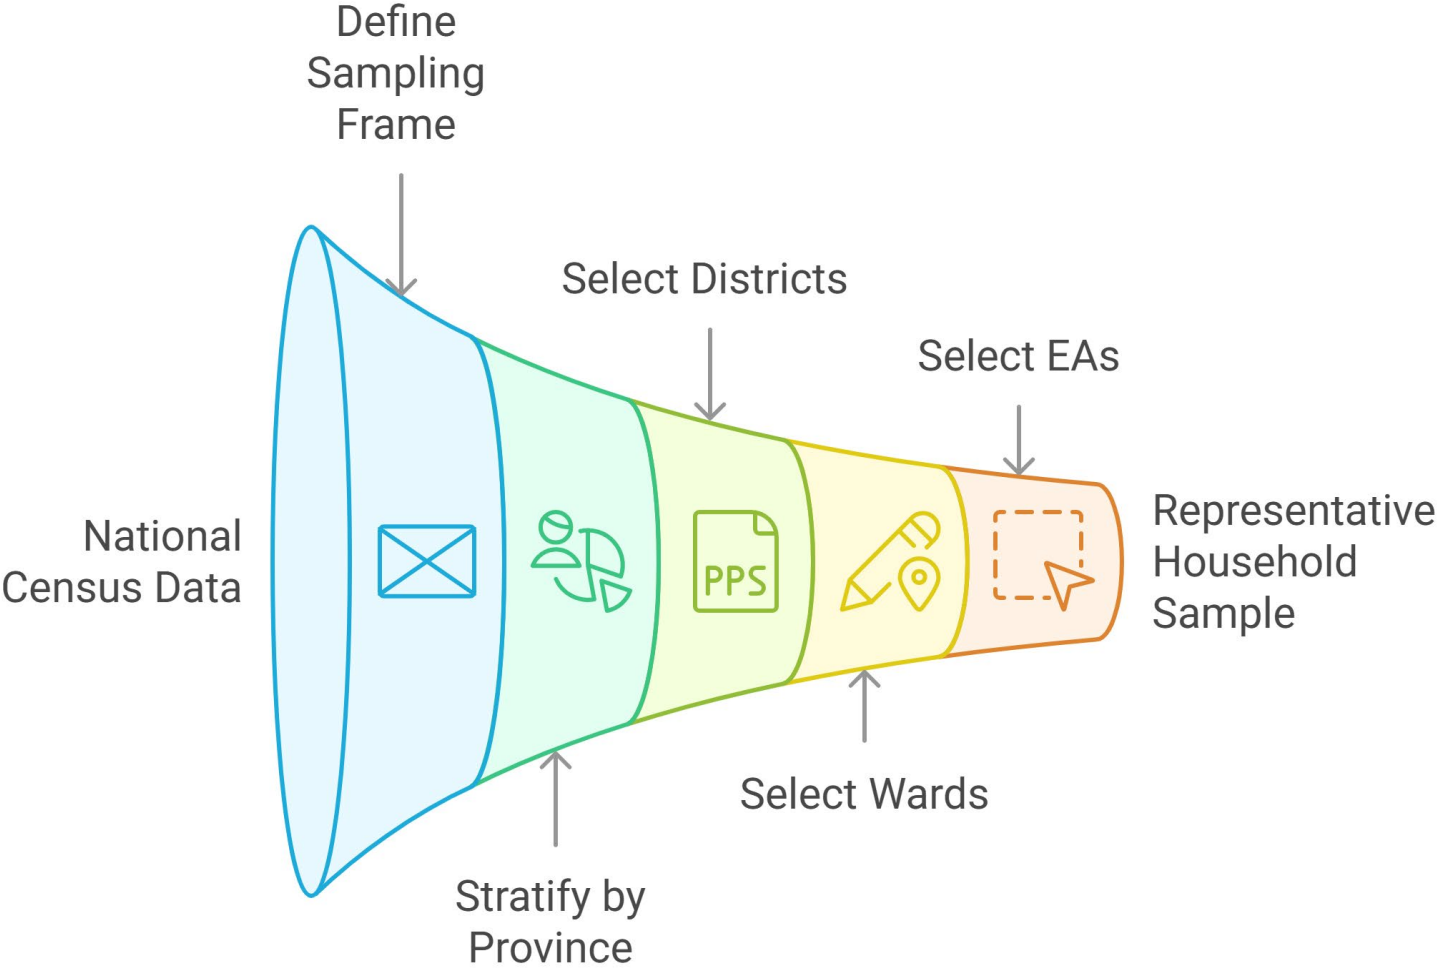 Define
Sampling
Frame
Select Districts
Select EAs
National
Census Data
PPS
Representative
Household
Sample
Select Wards
Stratify by
Province